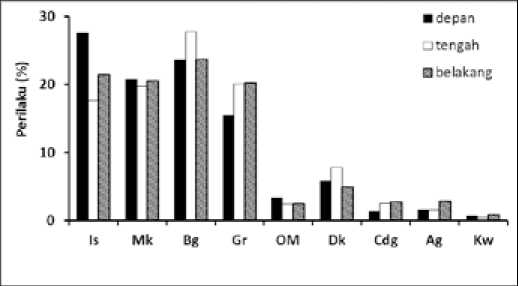 30
20
10
0
Perilaku (%)
depan
tengah
belakang
Is Mk Bg Gr OM Dk Cdg Ag Kw